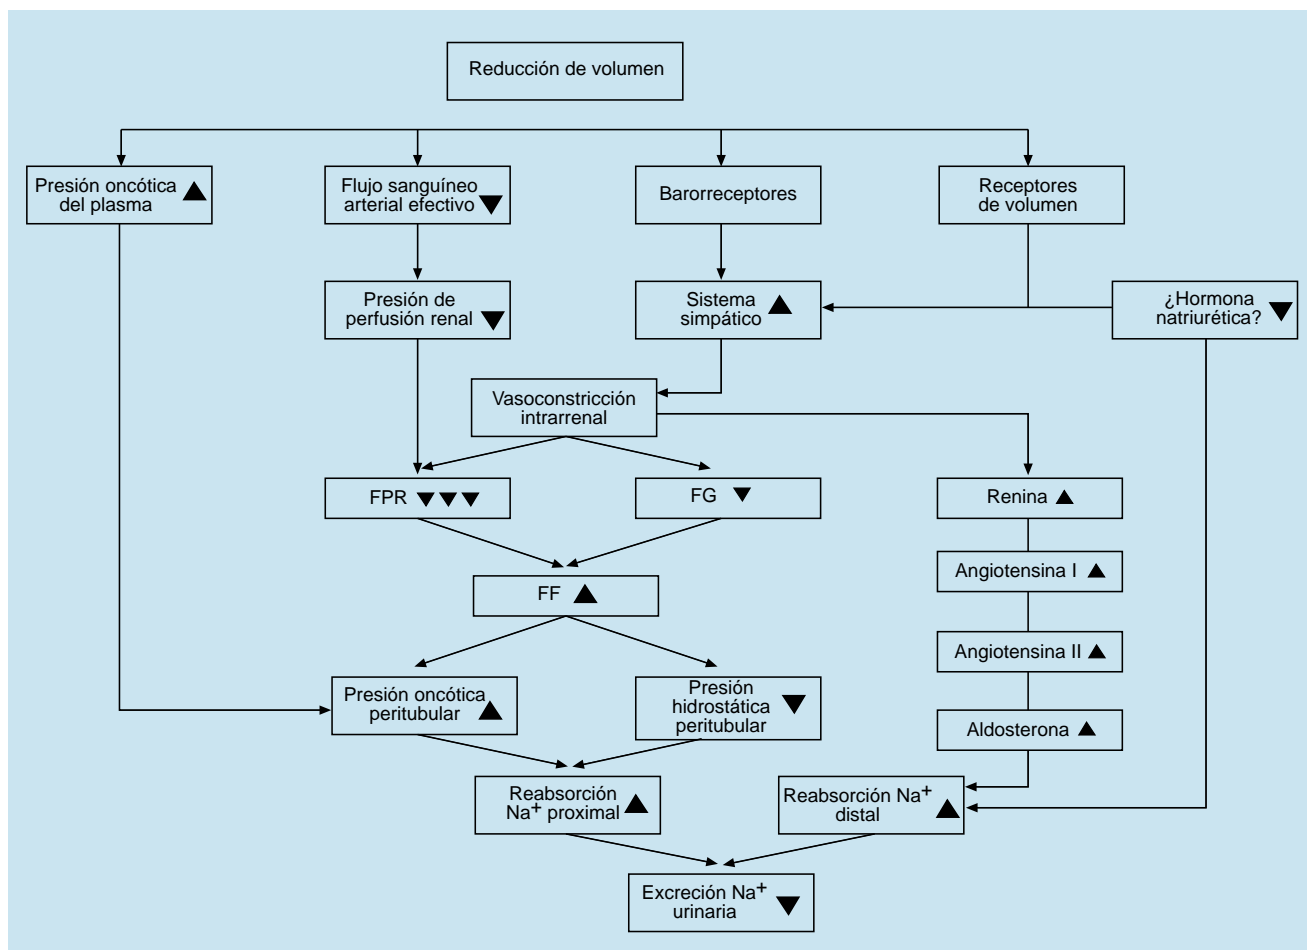 Reducción de volumen
Presión oncótica
del plasma
Flujo sanguíneo
arterial efectivo
Barorreceptores
Receptores
de volumen
Presión de
perfusión renal
Sistema
simpático
¿Hormona
natriurética?
Vasoconstricción
intrarrenal
FPR
FG
Renina
Angiotensina I
FF
Angiotensina II
Presión oncótica
peritubular
Presión
hidrostática
peritubular
Aldosterona
Reabsorción
Na+ proximal
Reabsorción Na+
distal
Excreción Na+
urinaria